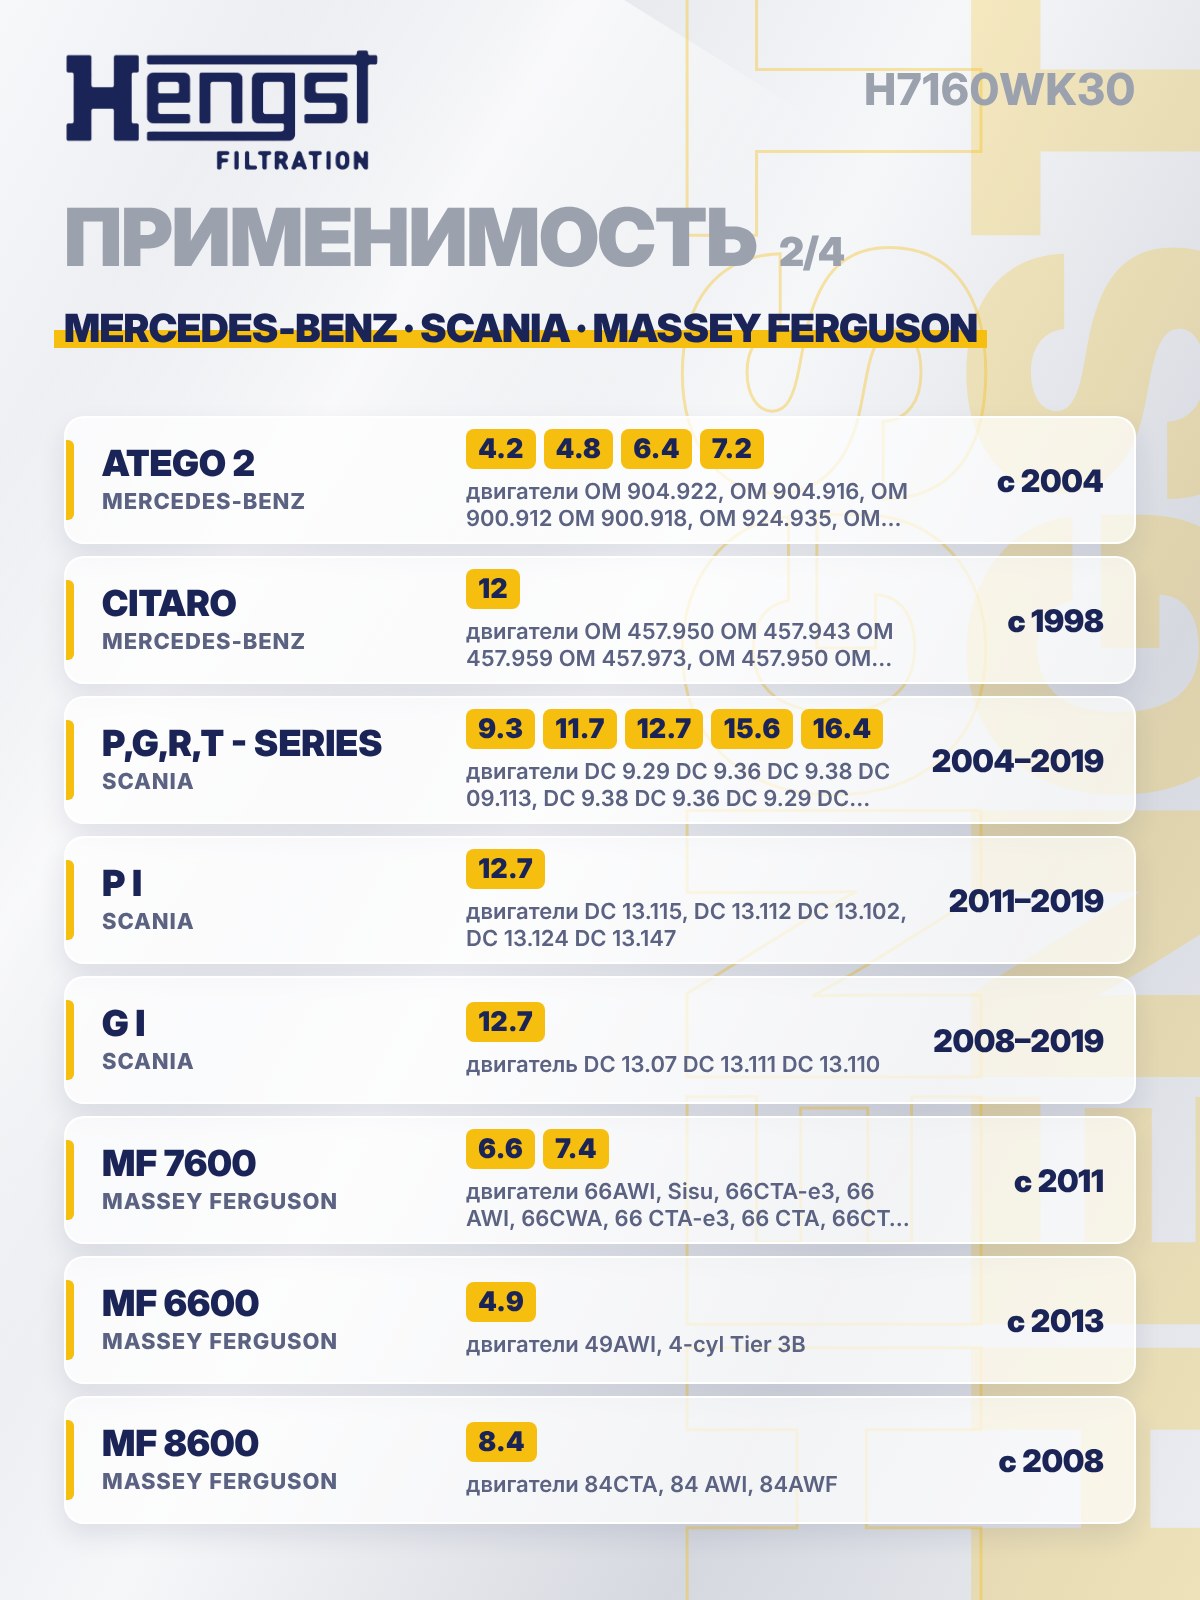 Hengst
FILTRATION
H7160WK30
ПРИМЕНИМОСТЬ 2/4
MERCEDES-BENZ · SCANIA · MASSEY FERGUSON
ATEGO 2
MERCEDES-BENZ
4.2 4.8 6.4 7.2
двигатели OM 904.922, OM 904.916, OM
900.912 OM 900.918, OM 924.935, OM...
с 2004
CITARO
MERCEDES-BENZ
12
двигатели OM 457.950 OM 457.943 OM
457.959 OM 457.973, OM 457.950 OM...
с 1998
P,G,R,T - SERIES
SCANIA
9.3 11.7 12.7 15.6 16.4
двигатели DC 9.29 DC 9.36 DC 9.38 DC
09.113, DC 9.38 DC 9.36 DC 9.29 DC...
2004–2019
P I
SCANIA
12.7
двигатели DC 13.115, DC 13.112 DC 13.102,
DC 13.124 DC 13.147
2011–2019
G I
SCANIA
12.7
двигатель DC 13.07 DC 13.111 DC 13.110
2008–2019
MF 7600
MASSEY FERGUSON
6.6 7.4
двигатели 66AWI, Sisu, 66CTA-e3, 66
AWI, 66CWA, 66 CTA-e3, 66 CTA, 66CT...
с 2011
MF 6600
MASSEY FERGUSON
4.9
двигатели 49AWI, 4-cyl Tier 3B
с 2013
MF 8600
MASSEY FERGUSON
8.4
двигатели 84CTA, 84 AWI, 84AWF
с 2008
HENGST
HENGST